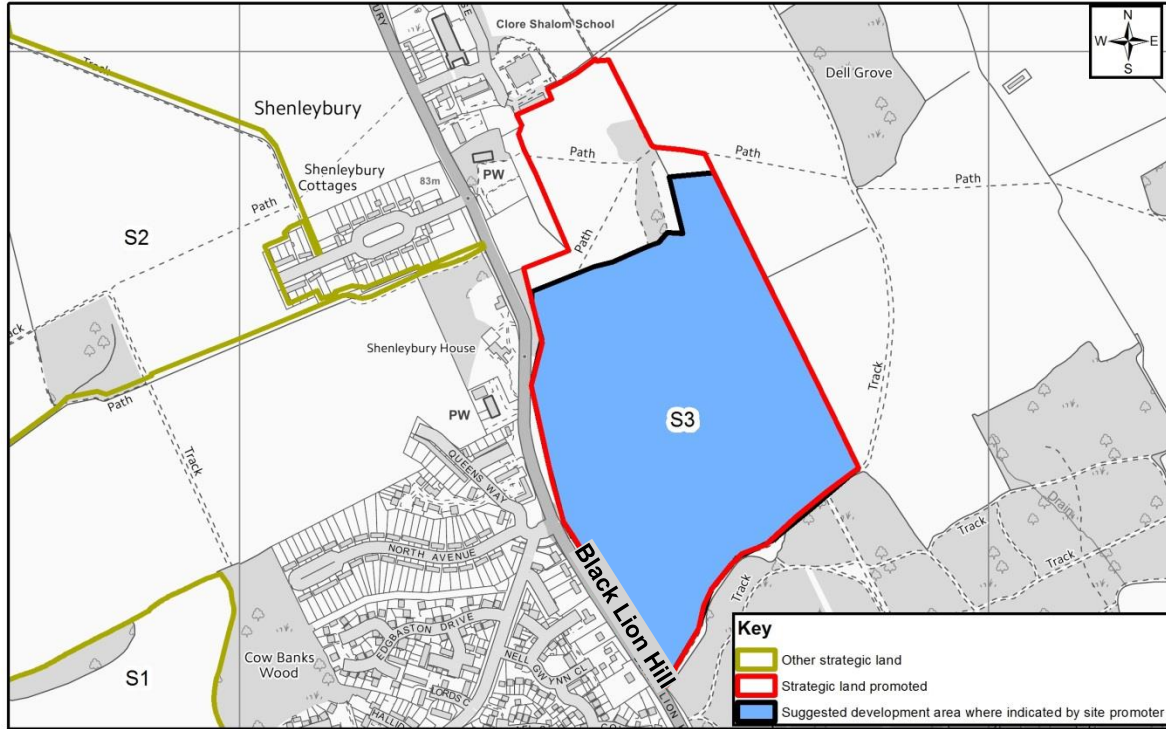 Clore Shalom School
N
W E
S
Dell Grove
Track
Shenleybury
Path
Path
Path
Shenleybury
Cottages
83m
PW
Path
S2
Path
Shenleybury House
Track
PW
Path
Track
S3
QUEENS WAY
NORTH AVENUE
Black Lion Hill
Drain
Track
Track
Track
EDGBASTON DRIVE
Cow Banks
Wood
NELL GWYNN CL
LORDS C
S1
LION
Key
Other strategic land
Strategic land promoted
Suggested development area where indicated by site promoter